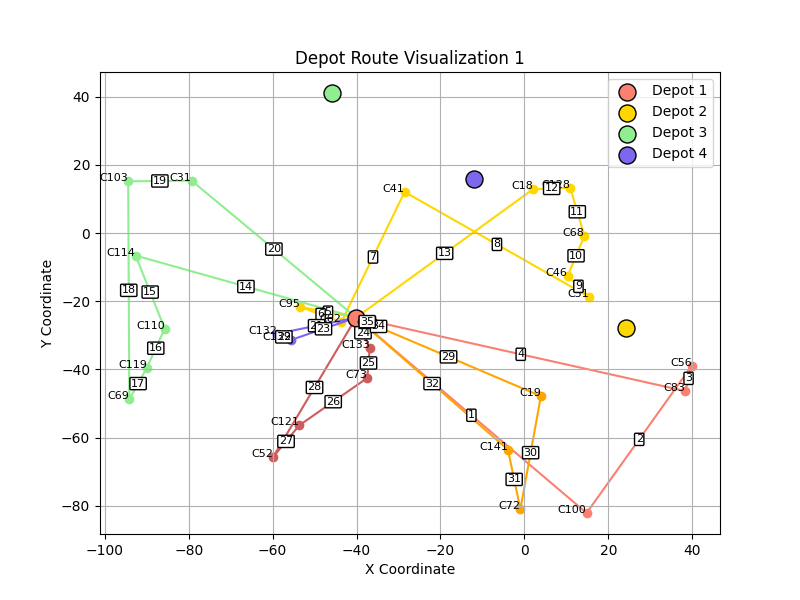 Depot Route Visualization 1
Depot 1
Depot 2
Depot 3
Depot 4
Y Coordinate
X Coordinate
40
20
0
−20
−40
−60
−80
−100
−80
−60
−40
−20
0
20
40
C103
19
C31
C41
C18
12
11
C68
20
C114
7
13
8
10
C46
9
14
18
15
C95
C110
C132
23
35
34
24
C133
16
C119
17
C69
25
C73
28
26
C121
27
C52
29
4
C56
3
C83
32
C19
1
2
C141
30
31
C72
C100